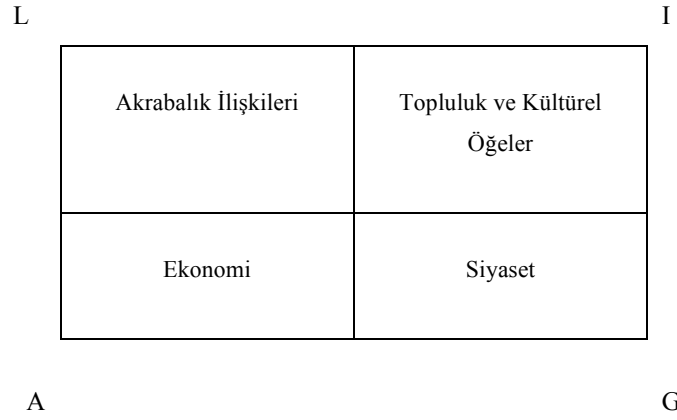 L
I
Akrabalık İlişkileri
Topluluk ve Kültürel
Öğeler
Ekonomi
Siyaset
A
G